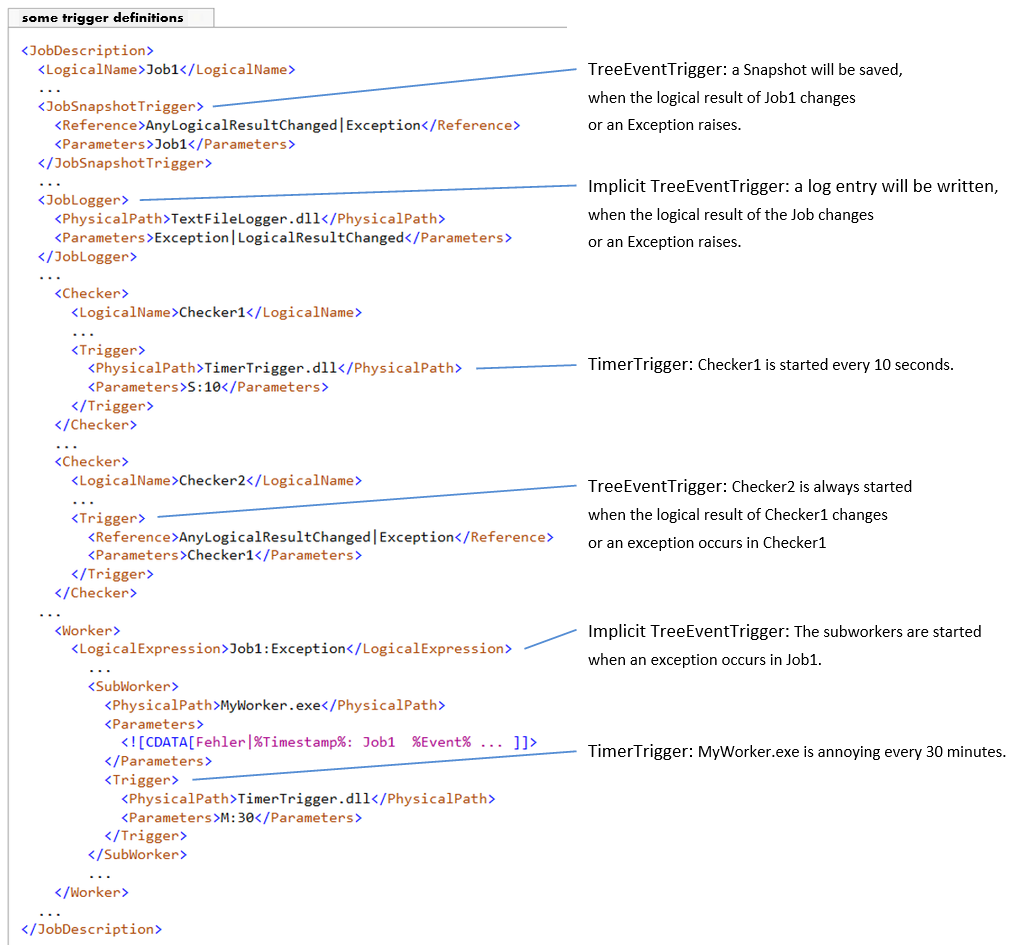 some trigger definitions
<JobDescription>
<LogicalName>Job1</LogicalName>
...
<JobSnapshotTrigger>
<Reference>AnyLogicalResultChanged|Exception</Reference>
<Parameters>Job1</Parameters>
</JobSnapshotTrigger>
...
<JobLogger>
<PhysicalPath>TextFileLogger.dll</PhysicalPath>
<Parameters>Exception|LogicalResultChanged</Parameters>
</JobLogger>
...
<Checker>
<LogicalName>Checker1</LogicalName>
...
<Trigger>
<PhysicalPath>TimerTrigger.dll</PhysicalPath>
<Parameters>S:10</Parameters>
</Trigger>
</Checker>
...
<Checker>
<LogicalName>Checker2</LogicalName>
...
<Trigger>
<Reference>AnyLogicalResultChanged|Exception</Reference>
<Parameters>Checker1</Parameters>
</Trigger>
</Checker>
...
<Worker>
<LogicalExpression>Job1:Exception</LogicalExpression>
...
<SubWorker>
<PhysicalPath>MyWorker.exe</PhysicalPath>
<Parameters>
<![CDATA[Fehler|%Timestamp%: Job1  %Event% ... ]]>
</Parameters>
<Trigger>
<PhysicalPath>TimerTrigger.dll</PhysicalPath>
<Parameters>M:30</Parameters>
</Trigger>
</SubWorker>
...
</Worker>
...
</JobDescription>
TreeEventTrigger: a Snapshot will be saved,
when the logical result of Job1 changes
or an Exception raises.
Implicit TreeEventTrigger: a log entry will be written,
when the logical result of the Job changes
or an Exception raises.
TimerTrigger: Checker1 is started every 10 seconds.
TreeEventTrigger: Checker2 is always started
when the logical result of Checker1 changes
or an exception occurs in Checker1
Implicit TreeEventTrigger: The subworkers are started
when an exception occurs in Job1.
TimerTrigger: MyWorker.exe is annoying every 30 minutes.